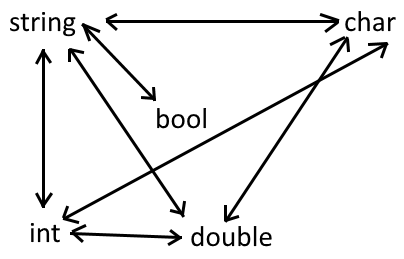 string char
bool
int double